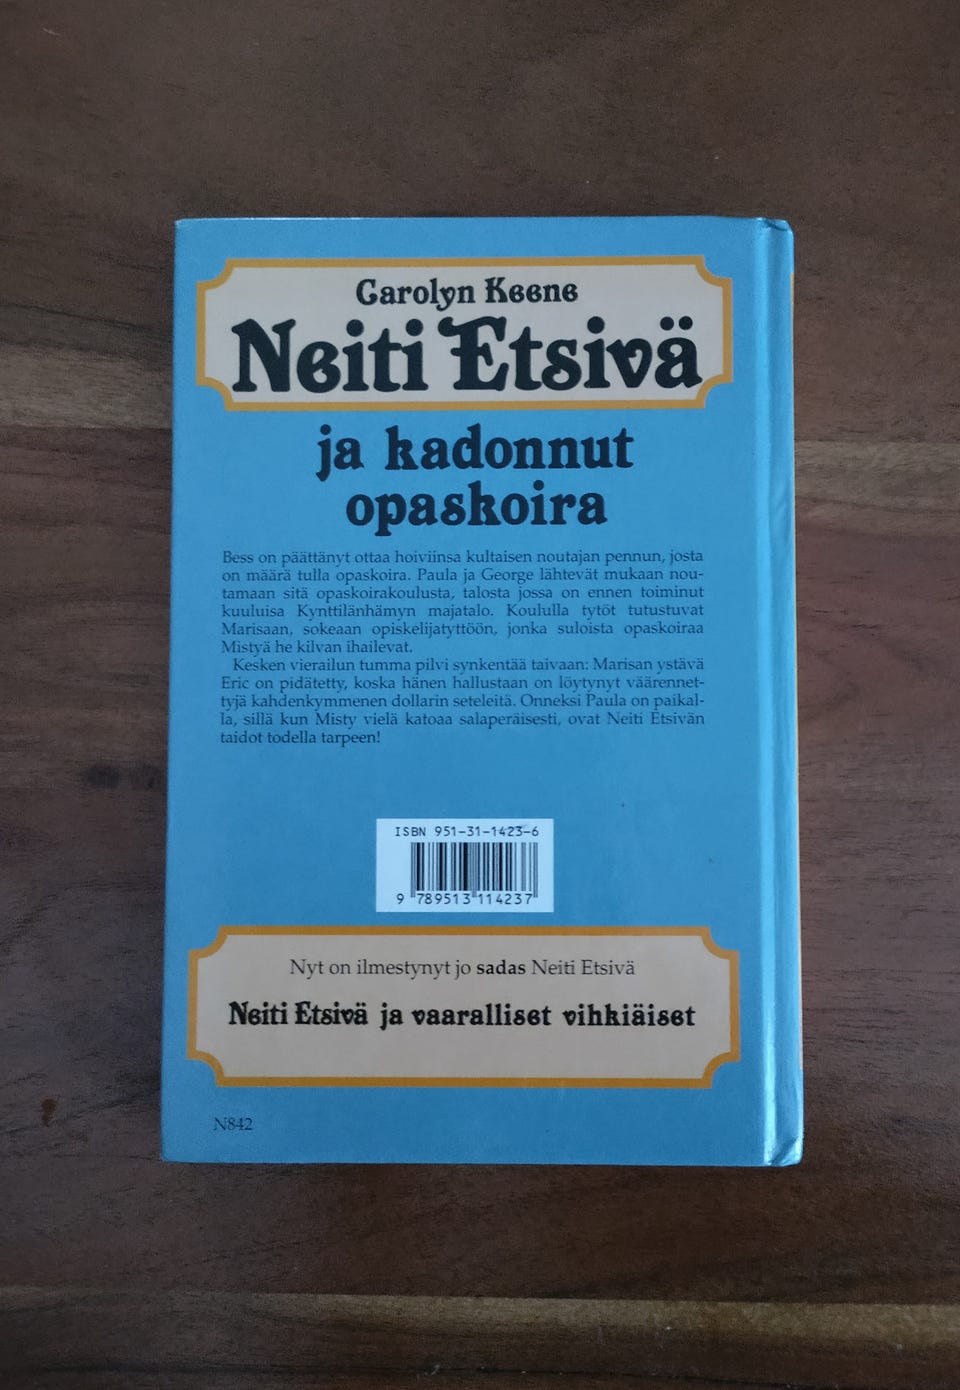 Carolyn Keene
Neiti Etsivä
ja kadonnut
opaskoira
Bess on päättänyt ottaa hoiviinsa kultaisen noutajan pennun, josta
on määrä tulla opaskoira. Paula ja George lähtevät mukaan nou-
tamaan sitä opaskoirakoulusta, talosta jossa on ennen toiminut
kuuluisa Kynttilänhämyn majatalo. Koululla tytöt tutustuvat
Marisaan, sokeaan opiskelijatyttöön, jonka suloista opaskoiraa
Mistyä he kilvan ihailevat.
Kesken vierailun tumma pilvi synkentää taivaan: Marisan ystävä
Eric on pidätetty, koska hänen hallustaan on löytynyt väärennet-
tyjä kahdenkymmenen dollarin seteleitä. Onneksi Paula on paikal-
la, sillä kun Misty vielä katoaa salaperäisesti, ovat Neiti Etsivän
taidot todella tarpeen!
ISBN 951-31-1423-6
9 789513 114237
Nyt on ilmestynyt jo sadas Neiti Etsivä
Neiti Etsivä ja vaaralliset vihkiäiset
N842